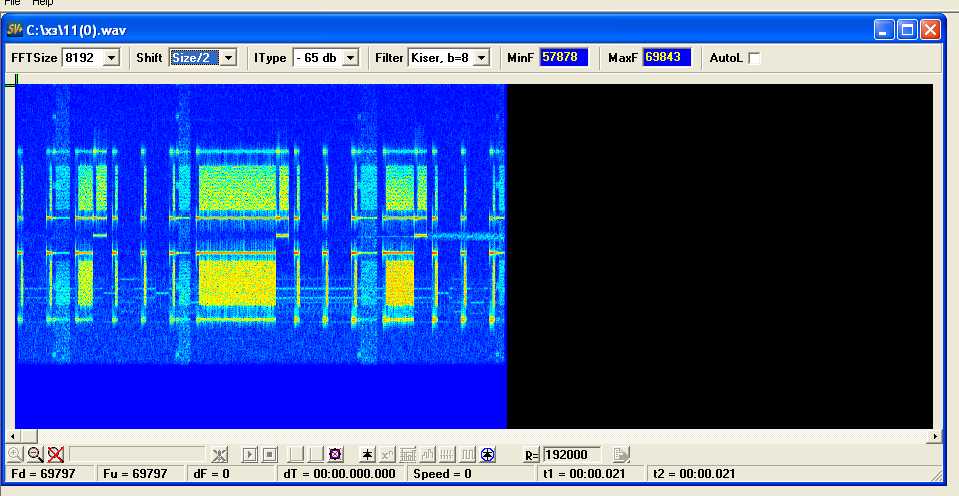 File Help
SV+ C:\хэ\11(0).wav
FFTSize 8192 Shift Size/2 IType - 65 db Filter Kiser, b=8 MinF 57878 MaxF 69843 AutoL
R= 192000
Fd = 69797 Fu = 69797 dF = 0 dT = 00:00.000.000 Speed = 0 t1 = 00:00.021 t2 = 00:00.021